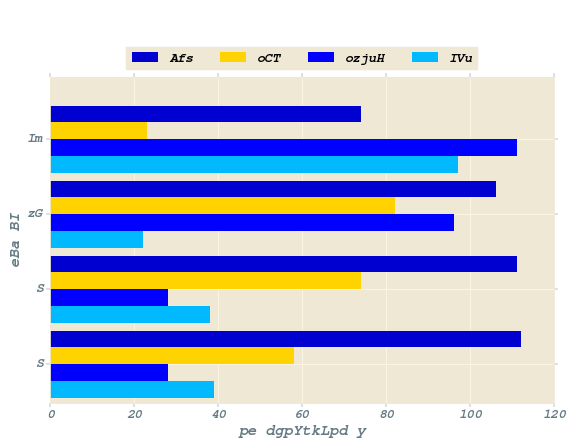 Afs oCT ozjuH IVu
Im
zG
S
S
eBa BI
0 20 40 60 80 100 120
pe dgpYtkLpd y